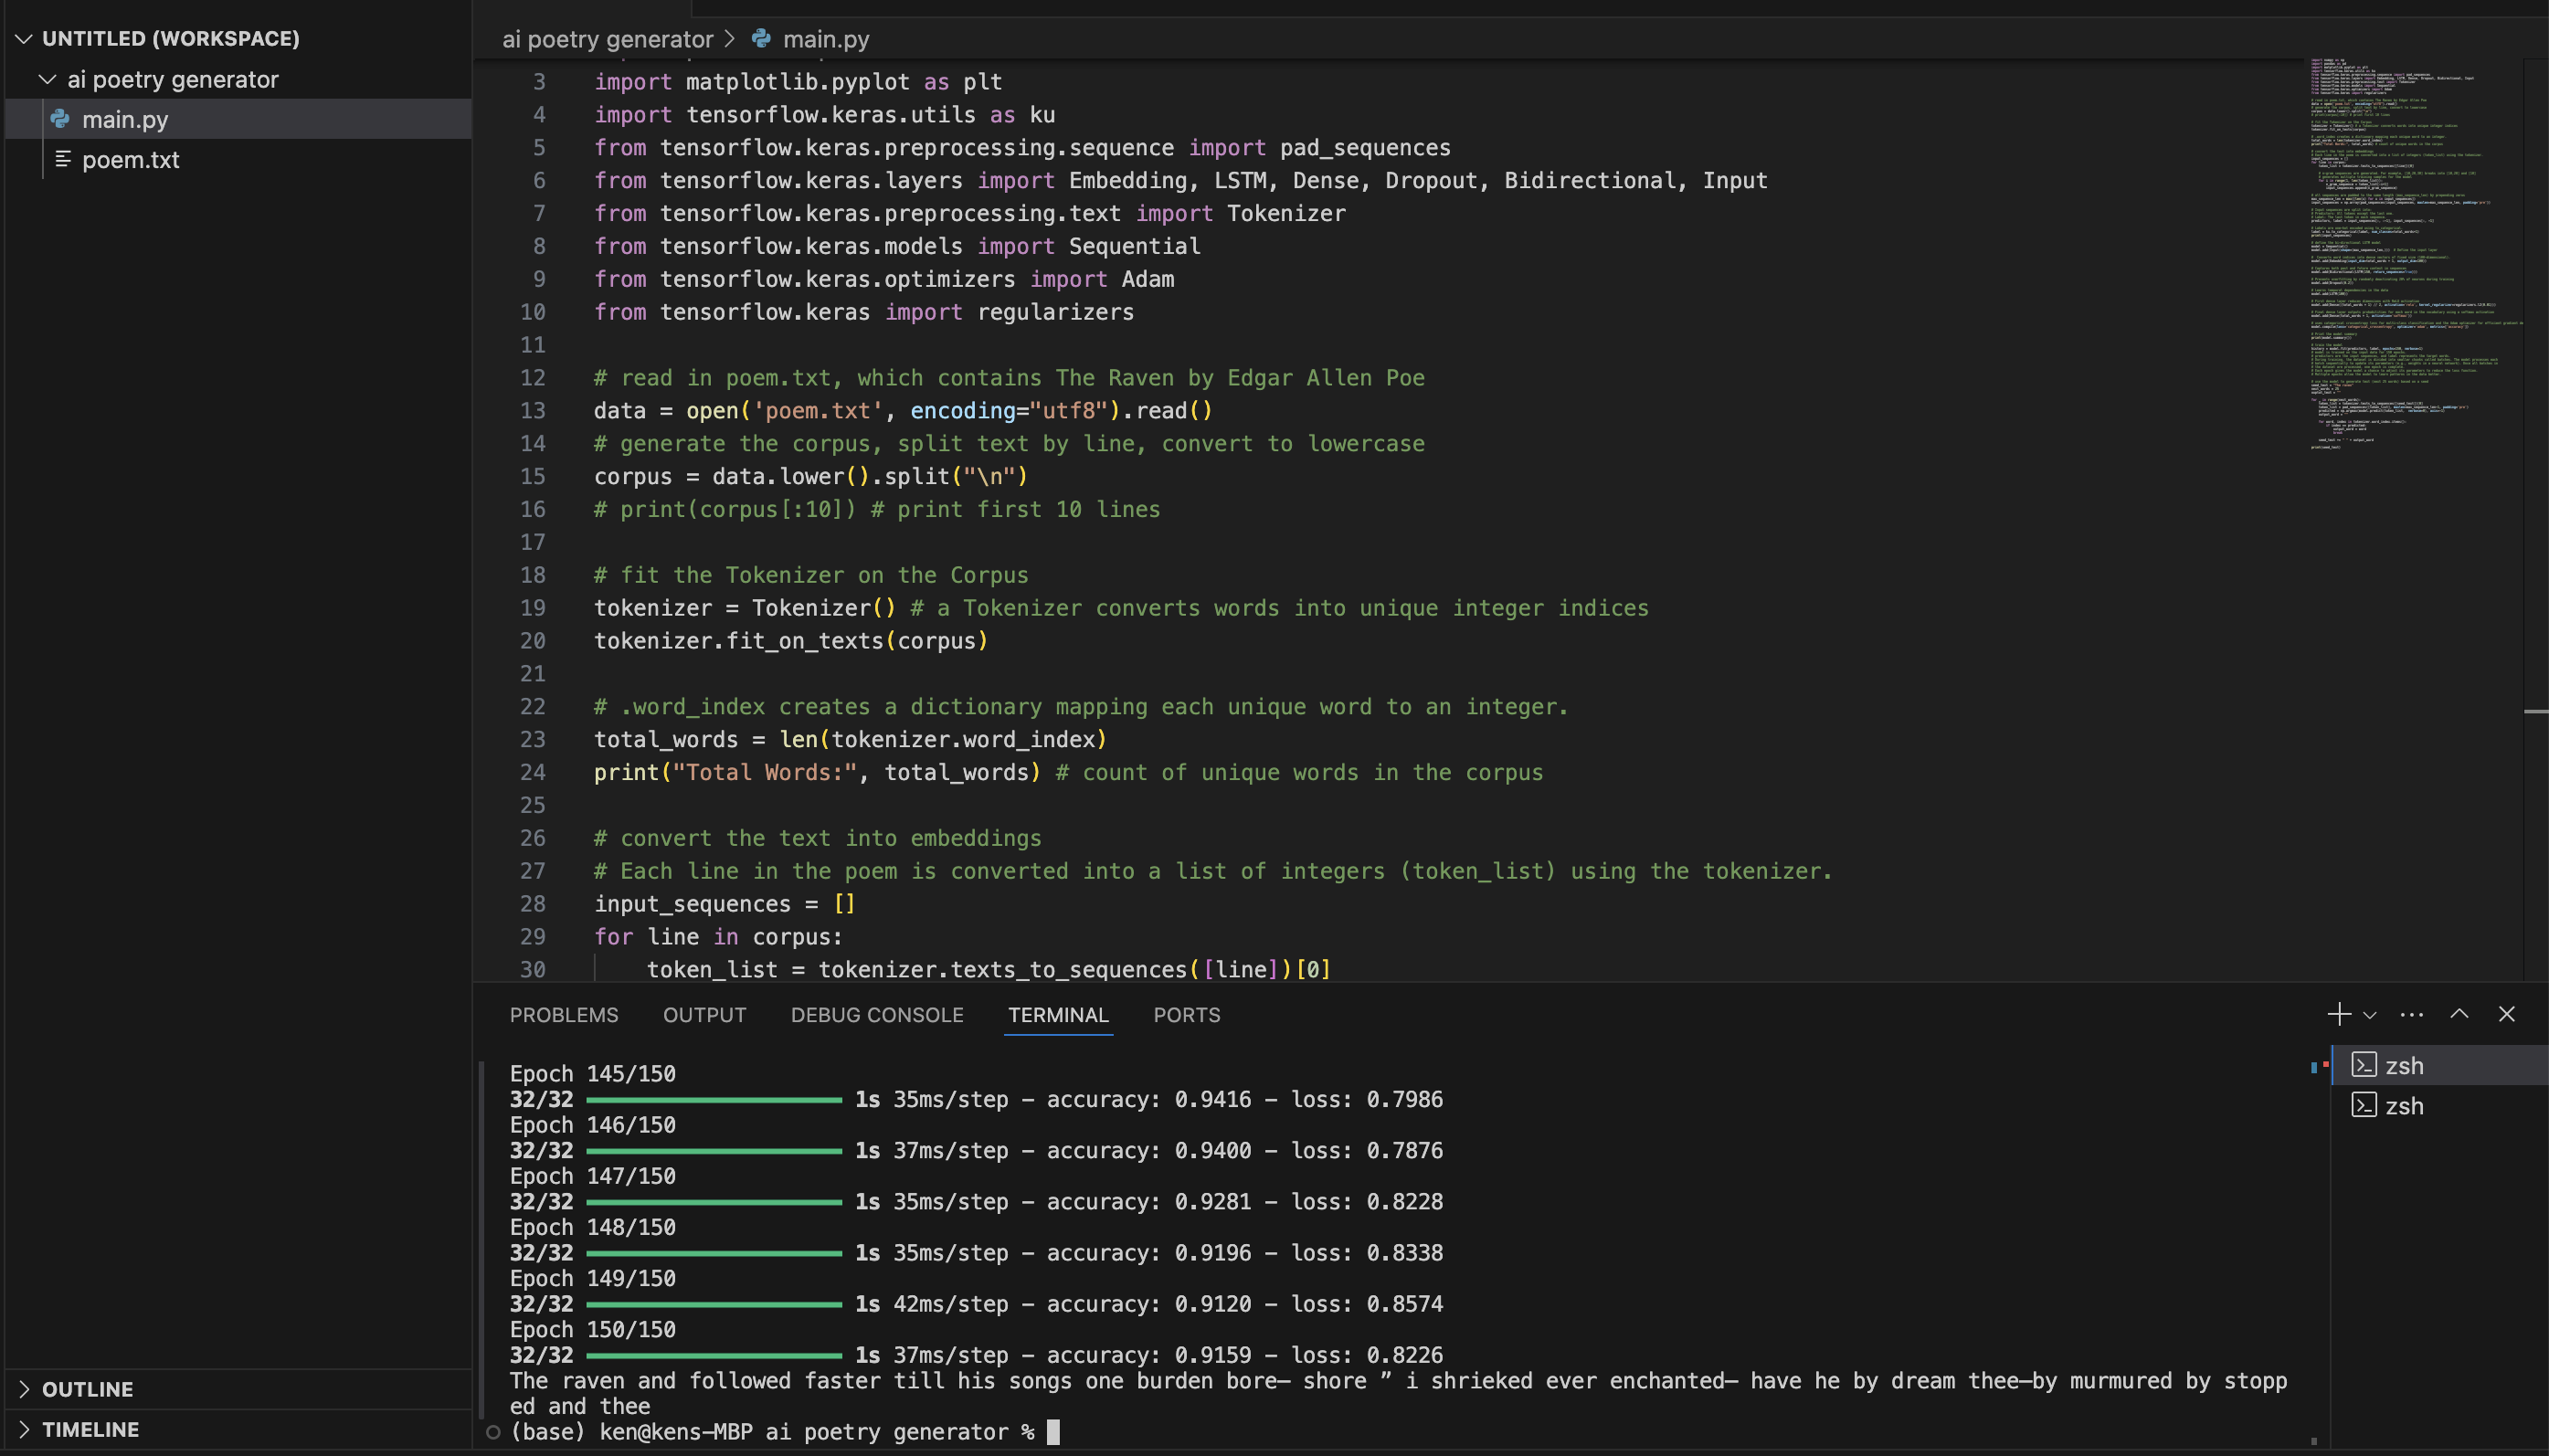 UNTITLED (WORKSPACE)
ai poetry generator
main.py
poem.txt
OUTLINE
TIMELINE
ai poetry generator > main.py
3 import matplotlib.pyplot as plt
4 import tensorflow.keras.utils as ku
5 from tensorflow.keras.preprocessing.sequence import pad_sequences
6 from tensorflow.keras.layers import Embedding, LSTM, Dense, Dropout, Bidirectional, Input
7 from tensorflow.keras.preprocessing.text import Tokenizer
8 from tensorflow.keras.models import Sequential
9 from tensorflow.keras.optimizers import Adam
10 from tensorflow.keras import regularizers
11
12 # read in poem.txt, which contains The Raven by Edgar Allen Poe
13 data = open('poem.txt', encoding="utf8").read()
14 # generate the corpus, split text by line, convert to lowercase
15 corpus = data.lower().split("\n")
16 # print(corpus[:10]) # print first 10 lines
17
18 # fit the Tokenizer on the Corpus
19 tokenizer = Tokenizer() # a Tokenizer converts words into unique integer indices
20 tokenizer.fit_on_texts(corpus)
21
22 # .word_index creates a dictionary mapping each unique word to an integer.
23 total_words = len(tokenizer.word_index)
24 print("Total Words:", total_words) # count of unique words in the corpus
25
26 # convert the text into embeddings
27 # Each line in the poem is converted into a list of integers (token_list) using the tokenizer.
28 input_sequences = []
29 for line in corpus:
30     token_list = tokenizer.texts_to_sequences([line])[0]
PROBLEMS OUTPUT DEBUG CONSOLE TERMINAL PORTS
Epoch 145/150
32/32 1s 35ms/step - accuracy: 0.9416 - loss: 0.7986
Epoch 146/150
32/32 1s 37ms/step - accuracy: 0.9400 - loss: 0.7876
Epoch 147/150
32/32 1s 35ms/step - accuracy: 0.9281 - loss: 0.8228
Epoch 148/150
32/32 1s 35ms/step - accuracy: 0.9196 - loss: 0.8338
Epoch 149/150
32/32 1s 42ms/step - accuracy: 0.9120 - loss: 0.8574
Epoch 150/150
32/32 1s 37ms/step - accuracy: 0.9159 - loss: 0.8226
The raven and followed faster till his songs one burden bore— shore ” i shrieked ever enchanted— have he by dream thee—by murmured by stopp
ed and thee
(base) ken@kens-MBP ai poetry generator %
zsh
zsh